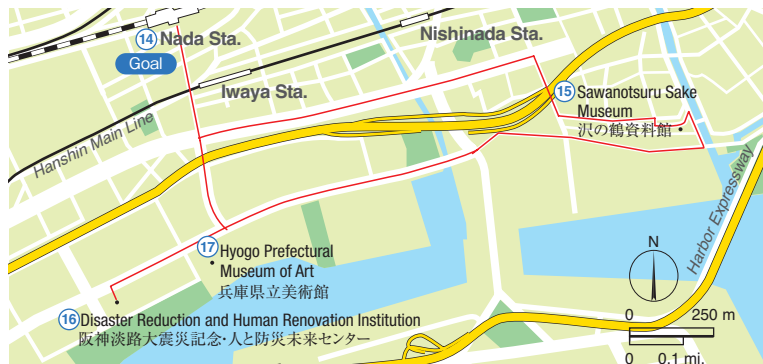 14 Nada Sta.
Goal
Nishinada Sta.
Iwaya Sta.
Hanshin Main Line
15 Sawanotsuru Sake
Museum
沢の鶴資料館
Harbor Expressway
17 Hyogo Prefectural
Museum of Art
兵庫県立美術館
16 Disaster Reduction and Human Renovation Institution
阪神淡路大震災記念・人と防災未来センター
N
0 250 m
0 0.1 mi.